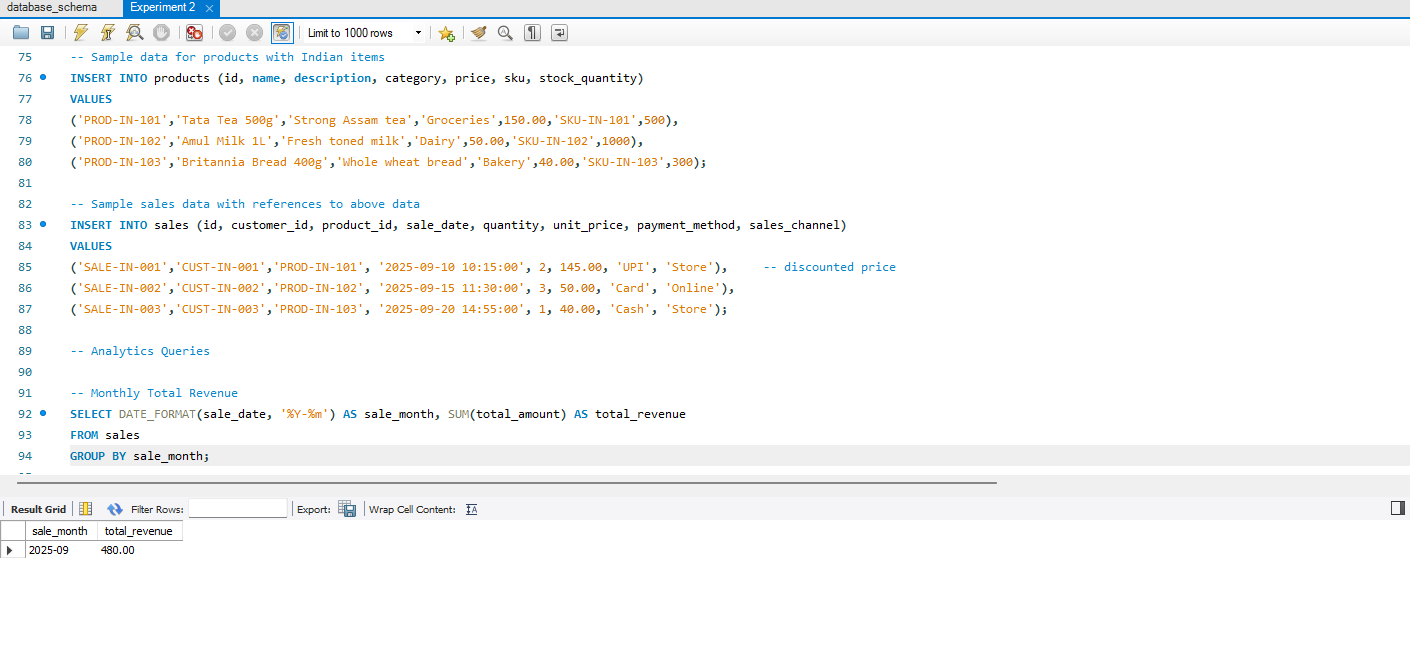 database_schema Experiment 2
Limit to 1000 rows
75 -- Sample data for products with Indian items
76 INSERT INTO products (id, name, description, category, price, sku, stock_quantity)
77 VALUES
78 ('PROD-IN-101','Tata Tea 500g','Strong Assam tea','Groceries',150.00,'SKU-IN-101',500),
79 ('PROD-IN-102','Amul Milk 1L','Fresh toned milk','Dairy',50.00,'SKU-IN-102',1000),
80 ('PROD-IN-103','Britannia Bread 400g','Whole wheat bread','Bakery',40.00,'SKU-IN-103',300);
81
82 -- Sample sales data with references to above data
83 INSERT INTO sales (id, customer_id, product_id, sale_date, quantity, unit_price, payment_method, sales_channel)
84 VALUES
85 ('SALE-IN-001','CUST-IN-001','PROD-IN-101', '2025-09-10 10:15:00', 2, 145.00, 'UPI', 'Store'), -- discounted price
86 ('SALE-IN-002','CUST-IN-002','PROD-IN-102', '2025-09-15 11:30:00', 3, 50.00, 'Card', 'Online'),
87 ('SALE-IN-003','CUST-IN-003','PROD-IN-103', '2025-09-20 14:55:00', 1, 40.00, 'Cash', 'Store');
88
89 -- Analytics Queries
90
91 -- Monthly Total Revenue
92 SELECT DATE_FORMAT(sale_date, '%Y-%m') AS sale_month, SUM(total_amount) AS total_revenue
93 FROM sales
94 GROUP BY sale_month;
Result Grid Filter Rows: Export: Wrap Cell Content:
sale_month total_revenue
2025-09 480.00